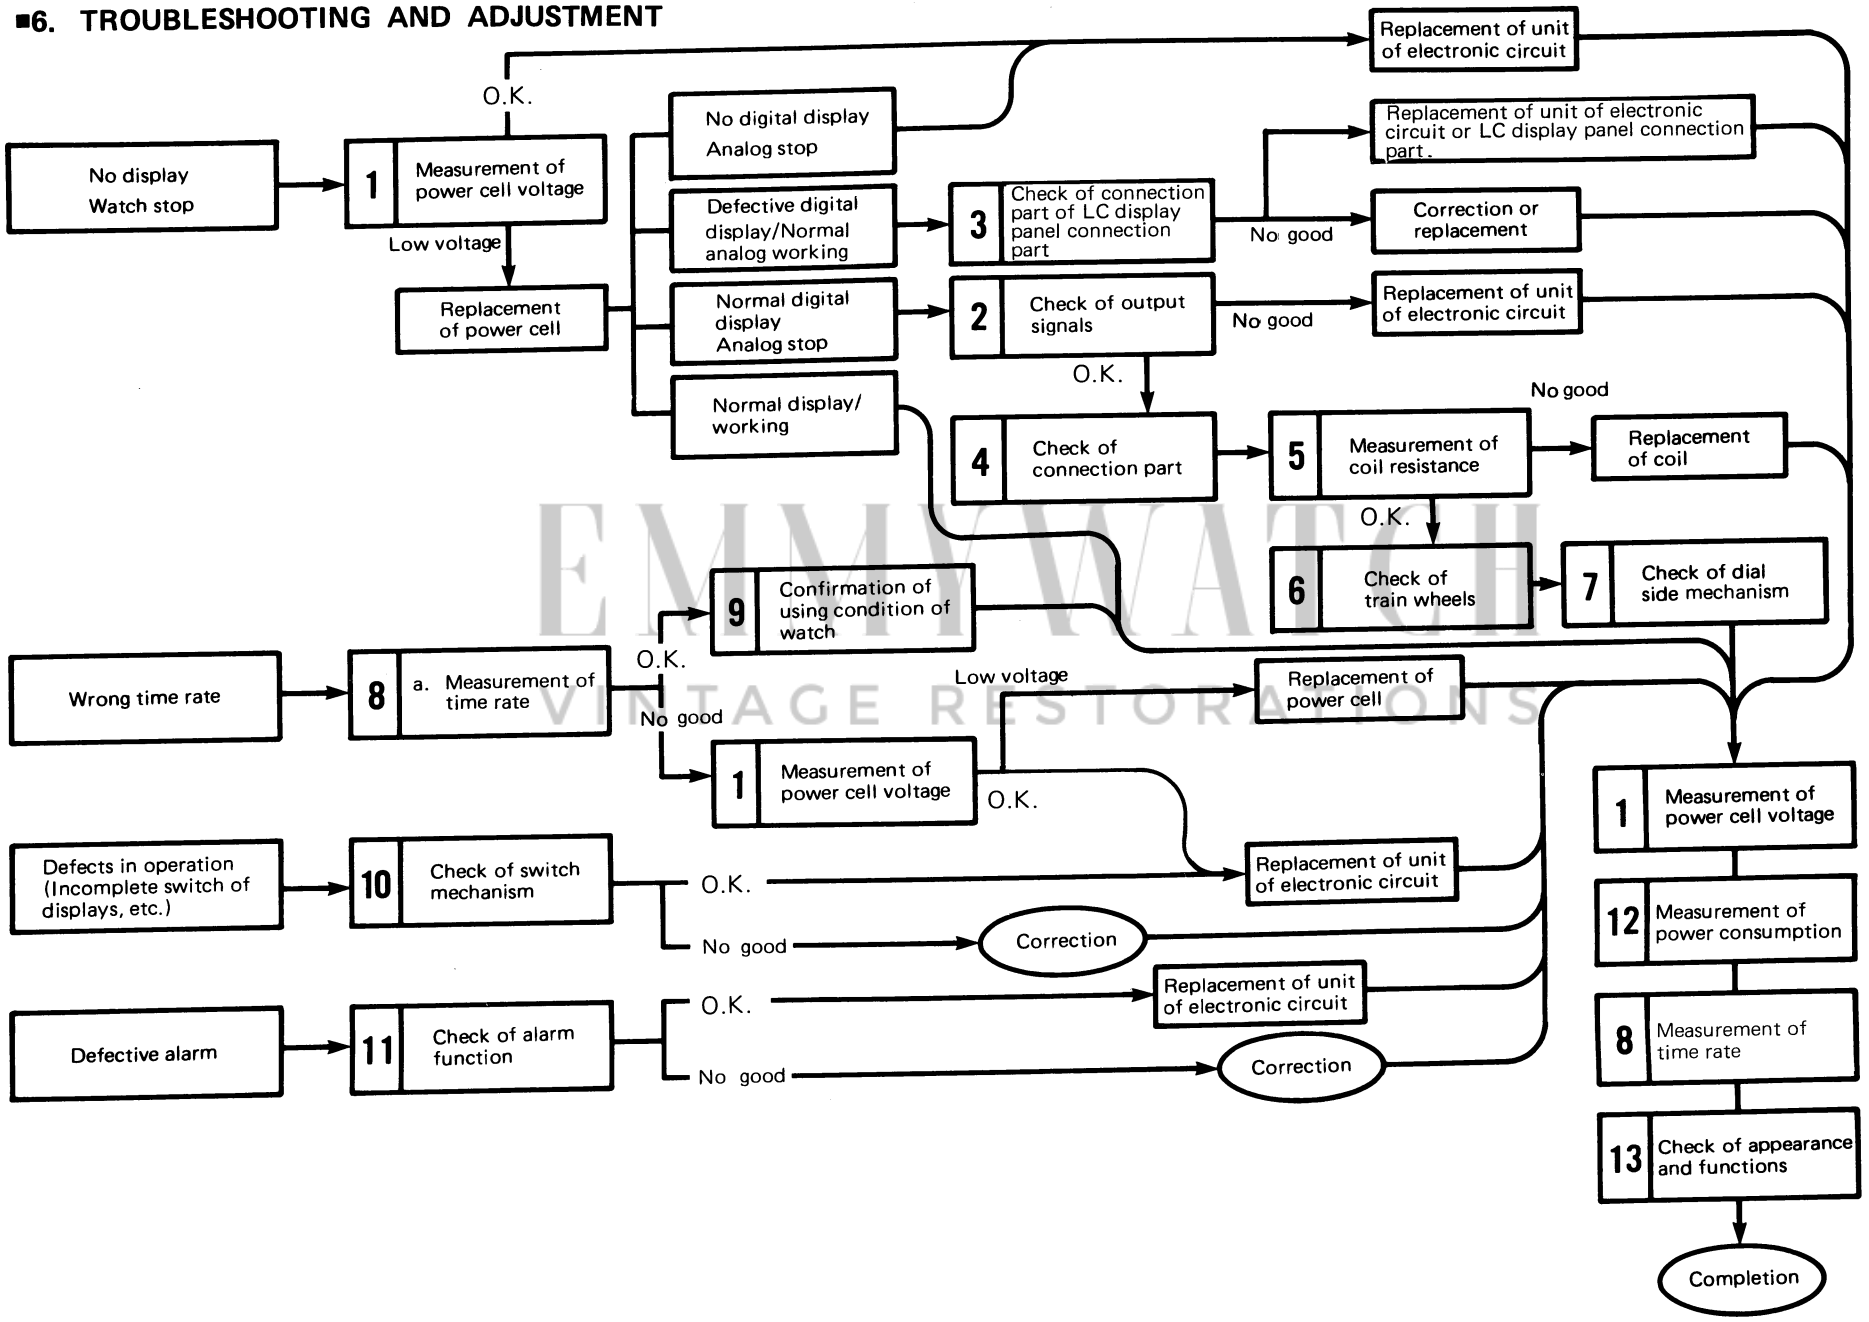 ■6. TROUBLESHOOTING AND ADJUSTMENT
No display
Watch stop
1
Measurement of
power cell voltage
O.K.
Low voltage
Replacement
of power cell
No digital display
Analog stop
Defective digital
display/Normal
analog working
Normal digital
display
Analog stop
Normal display/
working
3
Check of connection
part of LC display
panel connection
part
No good
2
Check of output
signals
No good
O.K.
Replacement of unit
of electronic circuit
Replacement of unit of electronic
circuit or LC display panel connection
part.
Correction or
replacement
Replacement of unit
of electronic circuit
4
Check of
connection part
5
Measurement of
coil resistance
No good
Replacement
of coil
O.K.
6
Check of
train wheels
7
Check of dial
side mechanism
EMMYWATCH
VINTAGE RESTORATIONS
Wrong time rate
8
a. Measurement of
time rate
O.K.
No good
9
Confirmation of
using condition of
watch
1
Measurement of
power cell voltage
Low voltage
O.K.
Replacement of
power cell
Defects in operation
(Incomplete switch of
displays, etc.)
10
Check of switch
mechanism
O.K.
No good
Replacement of unit
of electronic circuit
Correction
Defective alarm
11
Check of alarm
function
O.K.
No good
Replacement of unit
of electronic circuit
Correction
1
Measurement of
power cell voltage
12
Measurement of
power consumption
8
Measurement of
time rate
13
Check of appearance
and functions
Completion